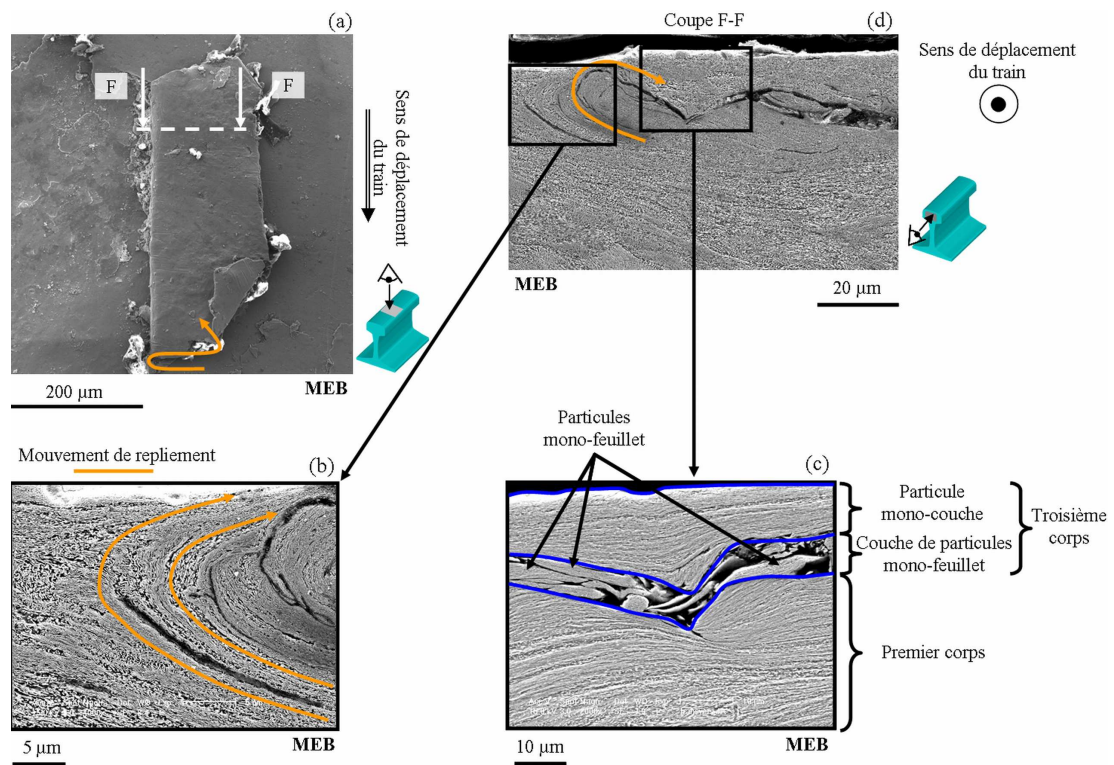 (a)
F
F
Sens de déplacement
du train
MEB
200 µm
Coupe F-F
(d)
Sens de déplacement
du train
MEB
20 µm
Mouvement de repliement
(b)
MEB
5 µm
Particules
mono-feuillet
(c)
Particule
mono-couche
Couche de particules
mono-feuillet
Troisième
corps
Premier corps
MEB
10 µm